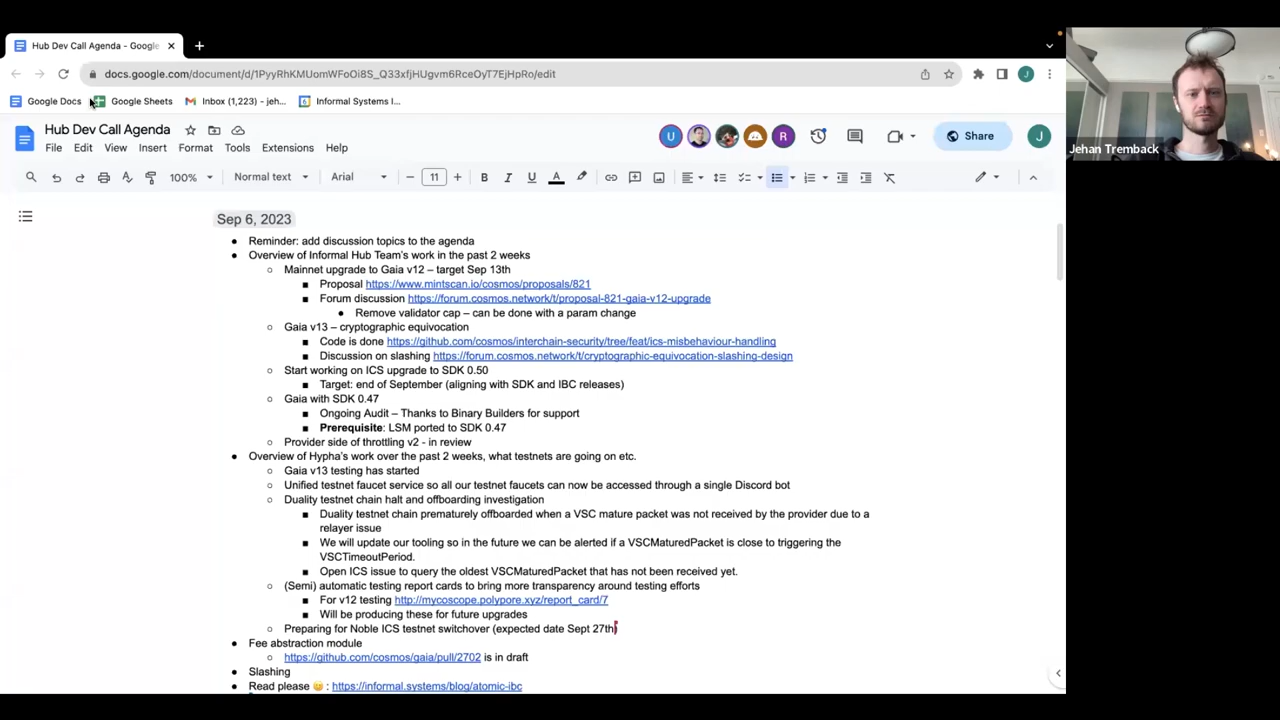 Hub Dev Call Agenda - Google
docs.google.com/document/d/1PyyRhKMUomWFoOi8S_Q33xfjHUgvm6RceOyT7EjHpRo/edit
J
Google Docs
Google Sheets
Inbox (1,223) - jeh...
Informal Systems I...
Jehan Tremback
Hub Dev Call Agenda
U
R
Share
J
File Edit View Insert Format Tools Extensions Help
100% Normal text Arial 11 B I U A
Sep 6, 2023
Reminder: add discussion topics to the agenda
Overview of Informal Hub Team's work in the past 2 weeks
Mainnet upgrade to Gaia v12 – target Sep 13th
Proposal https://www.mintscan.io/cosmos/proposals/821
Forum discussion https://forum.cosmos.network/t/proposal-821-gaia-v12-upgrade
Remove validator cap – can be done with a param change
Gaia v13 – cryptographic equivocation
Code is done https://github.com/cosmos/interchain-security/tree/feat/ics-misbehaviour-handling
Discussion on slashing https://forum.cosmos.network/t/cryptographic-equivocation-slashing-design
Start working on ICS upgrade to SDK 0.50
Target: end of September (aligning with SDK and IBC releases)
Gaia with SDK 0.47
Ongoing Audit – Thanks to Binary Builders for support
Prerequisite: LSM ported to SDK 0.47
Provider side of throttling v2 - in review
Overview of Hypha's work over the past 2 weeks, what testnets are going on etc.
Gaia v13 testing has started
Unified testnet faucet service so all our testnet faucets can now be accessed through a single Discord bot
Duality testnet chain halt and offboarding investigation
Duality testnet chain prematurely offboarded when a VSC mature packet was not received by the provider due to a
relayer issue
We will update our tooling so in the future we can be alerted if a VSCMaturedPacket is close to triggering the
VSCTimeoutPeriod.
Open ICS issue to query the oldest VSCMaturedPacket that has not been received yet.
(Semi) automatic testing report cards to bring more transparency around testing efforts
For v12 testing http://mycoscope.polypore.xyz/report_card/7
Will be producing these for future upgrades
Preparing for Noble ICS testnet switchover (expected date Sept 27th)
Fee abstraction module
https://github.com/cosmos/gaia/pull/2702 is in draft
Slashing
Read please 🙂 : https://informal.systems/blog/atomic-ibc